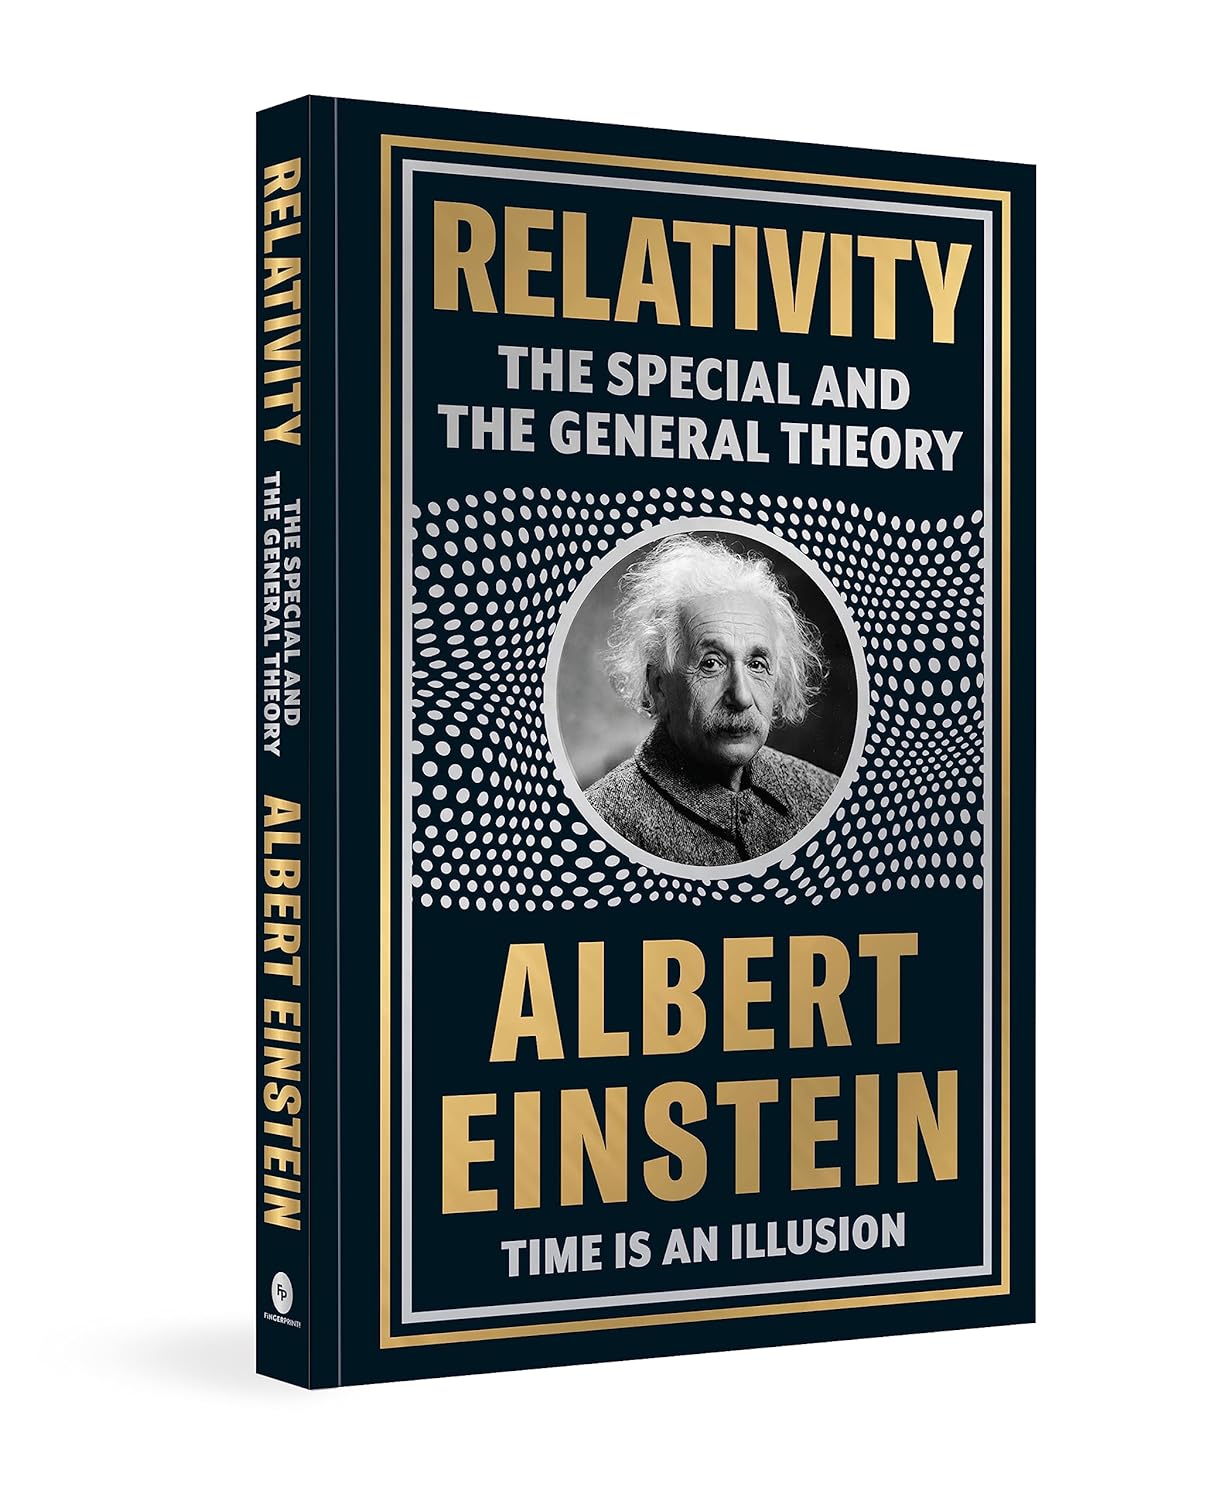 RELATIVITY
THE SPECIAL AND
THE GENERAL THEORY
ALBERT EINSTEIN
FP
FiNGERPRINT!
RELATIVITY
THE SPECIAL AND
THE GENERAL THEORY
ALBERT
EINSTEIN
TIME IS AN ILLUSION